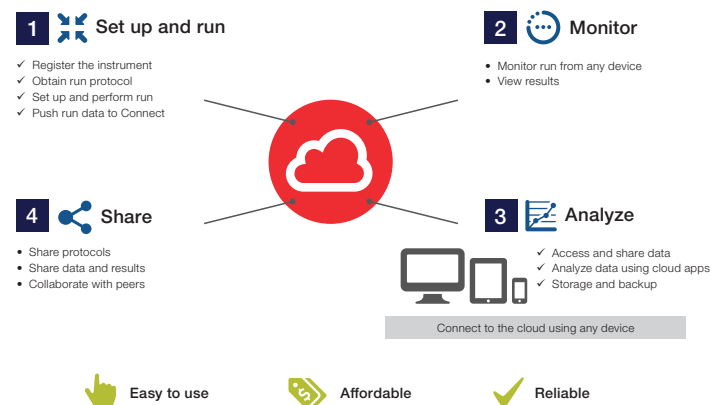 1 Set up and run
✓ Register the instrument
✓ Obtain run protocol
✓ Set up and perform run
✓ Push run data to Connect
2 Monitor
• Monitor run from any device
• View results
4 Share
• Share protocols
• Share data and results
• Collaborate with peers
3 Analyze
✓ Access and share data
✓ Analyze data using cloud apps
✓ Storage and backup
Connect to the cloud using any device
Easy to use
Affordable
Reliable